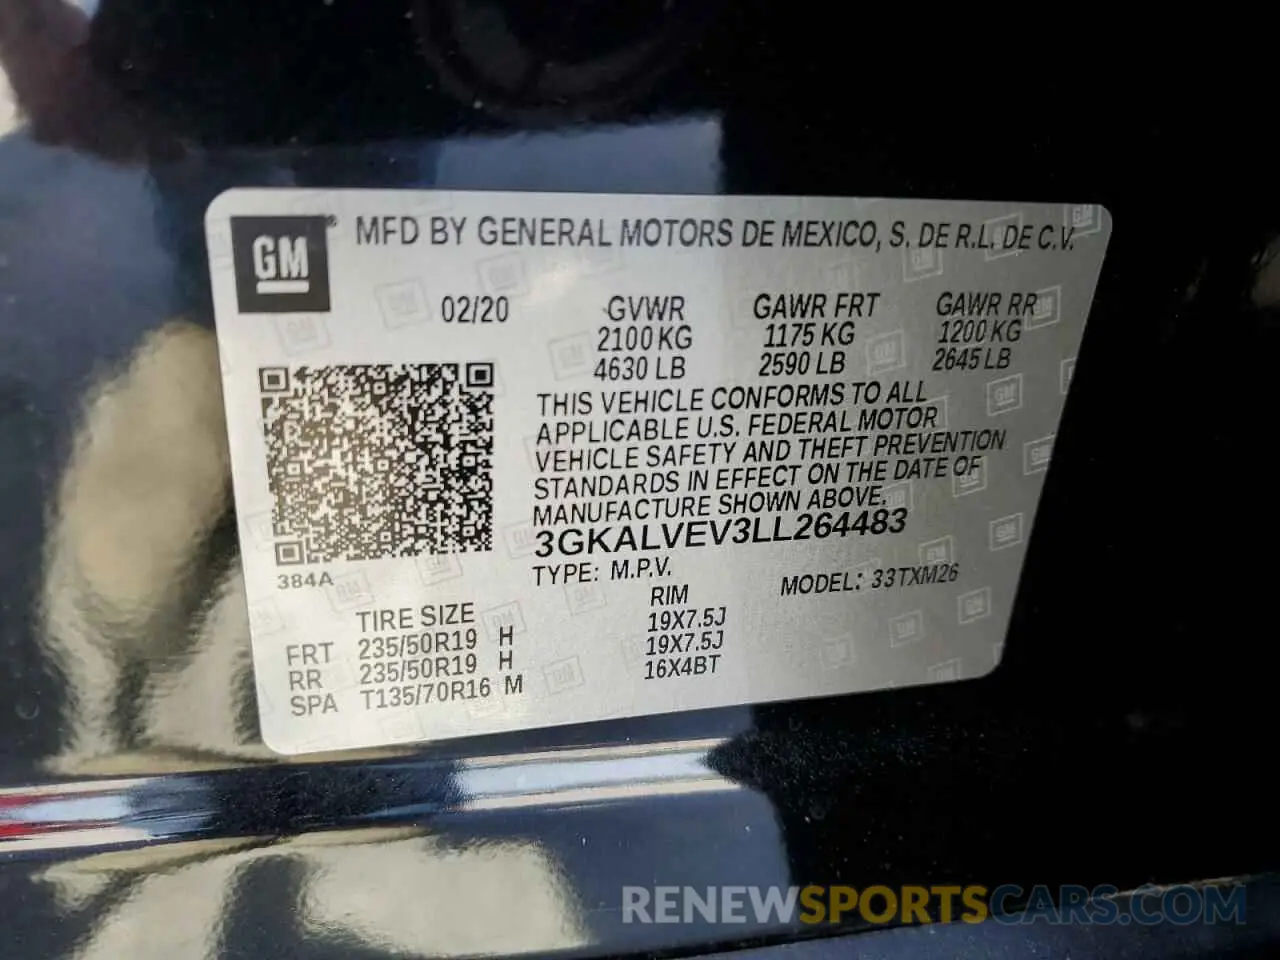 GM ® MFD BY GENERAL MOTORS DE MEXICO, S. DE R.L. DE C.V.
02/20 GVWR GAWR FRT GAWR RR
2100 KG 1175 KG 1200 KG
4630 LB 2590 LB 2645 LB
THIS VEHICLE CONFORMS TO ALL
APPLICABLE U.S. FEDERAL MOTOR
VEHICLE SAFETY AND THEFT PREVENTION
STANDARDS IN EFFECT ON THE DATE OF
MANUFACTURE SHOWN ABOVE.
3GKALVEV3LL264483
384A TYPE: M.P.V. MODEL: 33TXM26
TIRE SIZE RIM
FRT 235/50R19 H 19X7.5J
RR 235/50R19 H 19X7.5J
SPA T135/70R16 M 16X4BT
RENEWSPORTSCARS.COM